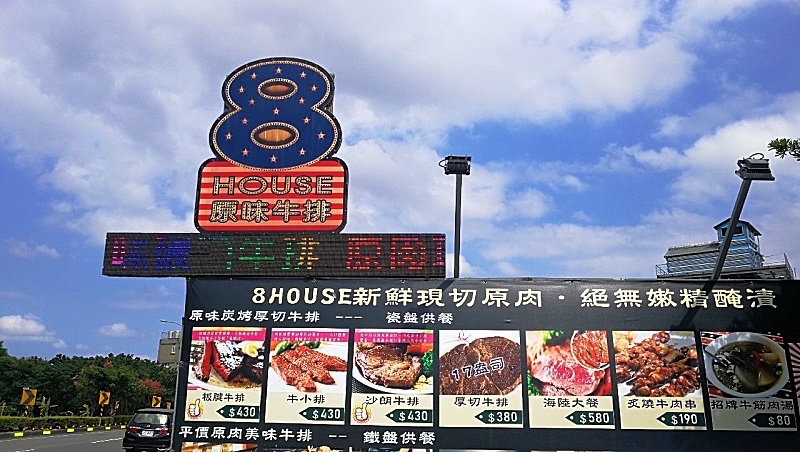 8
HOUSE
原味牛排
牛排 原肉
8HOUSE新鮮現切原肉·絕無嫩精醃漬
原味炭烤厚切牛排 --- 瓷盤供餐
17盎司
板腱牛排 牛小排 沙朗牛排 厚切牛排 海陸大餐 炙燒牛肉串 招牌牛筋肉湯
$430 $430 $430 $380 $580 $190 $80
平價原肉美味牛排 -- 鐵盤供餐